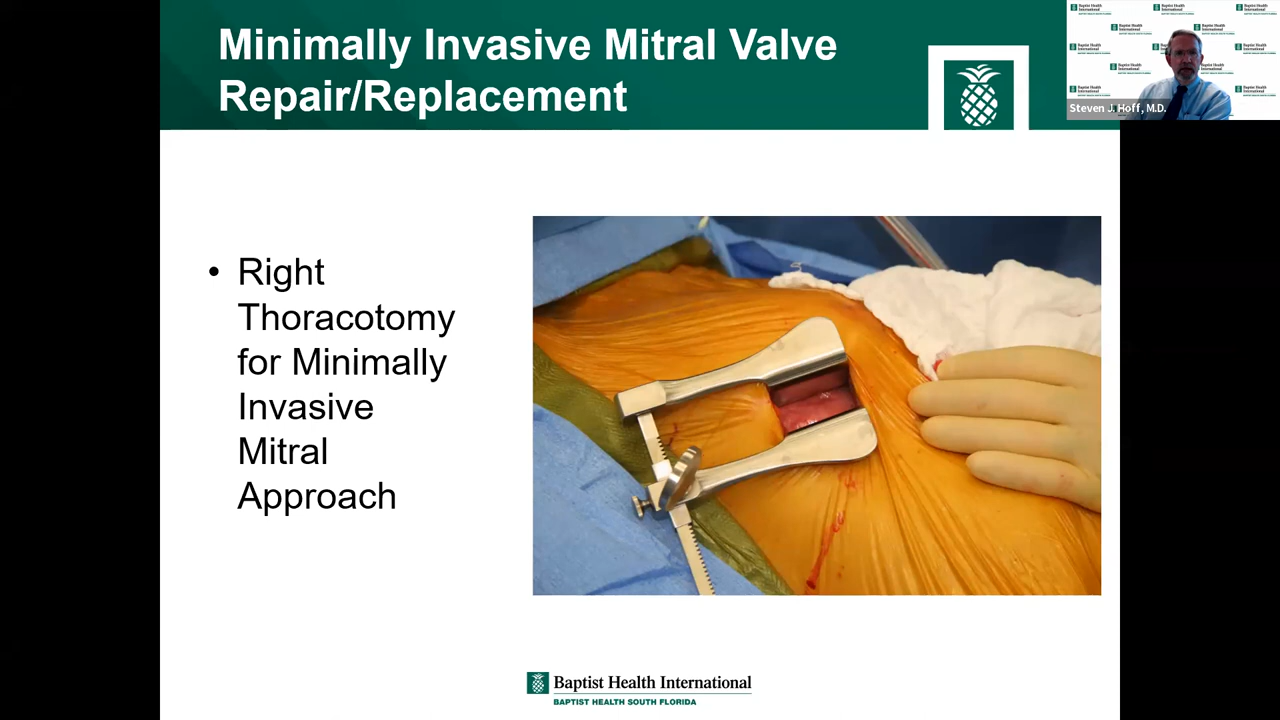 Minimally Invasive Mitral Valve
Repair/Replacement
Steven J. Hoff, M.D.
• Right
Thoracotomy
for Minimally
Invasive
Mitral
Approach
Baptist Health International
BAPTIST HEALTH SOUTH FLORIDA